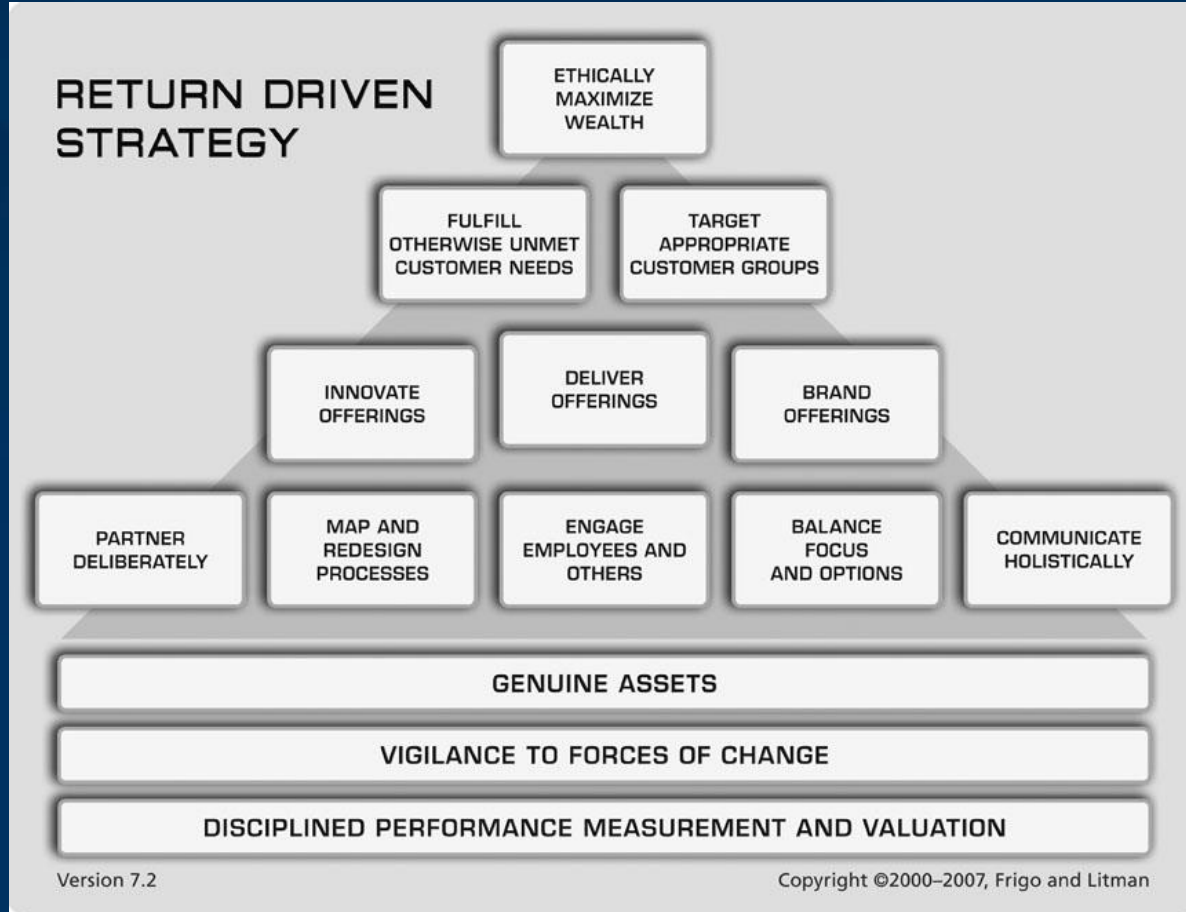 RETURN DRIVEN
STRATEGY
ETHICALLY
MAXIMIZE
WEALTH
FULFILL
OTHERWISE UNMET
CUSTOMER NEEDS
TARGET
APPROPRIATE
CUSTOMER GROUPS
INNOVATE
OFFERINGS
DELIVER
OFFERINGS
BRAND
OFFERINGS
PARTNER
DELIBERATELY
MAP AND
REDESIGN
PROCESSES
ENGAGE
EMPLOYEES AND
OTHERS
BALANCE
FOCUS
AND OPTIONS
COMMUNICATE
HOLISTICALLY
GENUINE ASSETS
VIGILANCE TO FORCES OF CHANGE
DISCIPLINED PERFORMANCE MEASUREMENT AND VALUATION
Version 7.2
Copyright ©2000–2007, Frigo and Litman